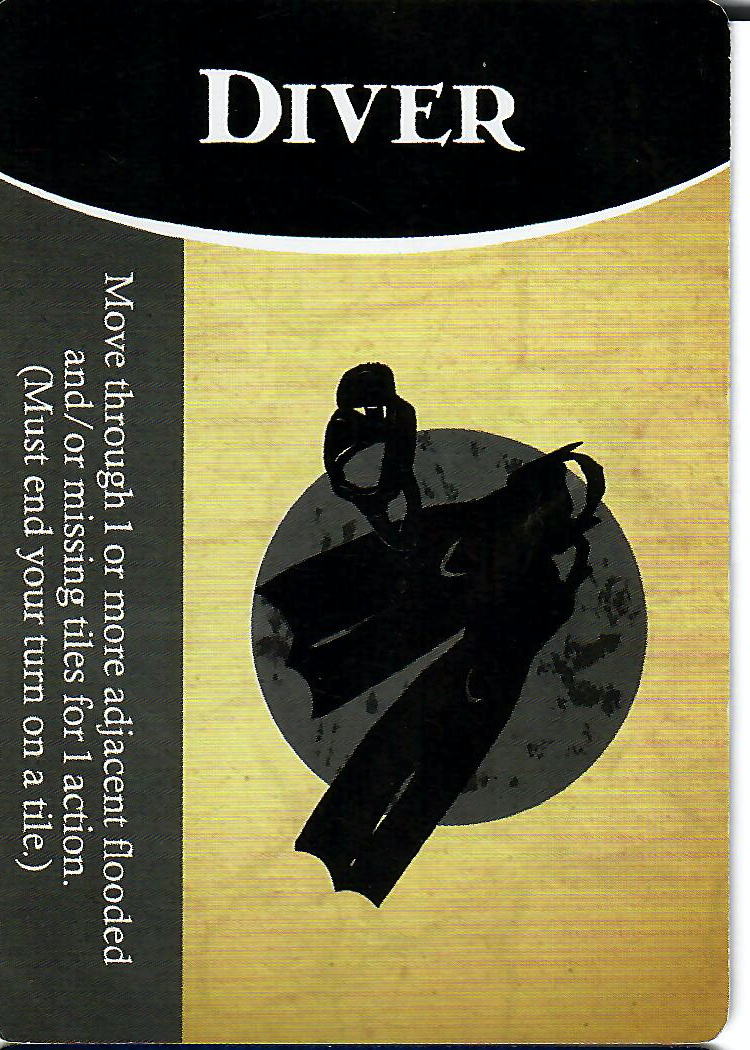 DIVER
Move through 1 or more adjacent flooded
and/or missing tiles for 1 action.
(Must end your turn on a tile.)